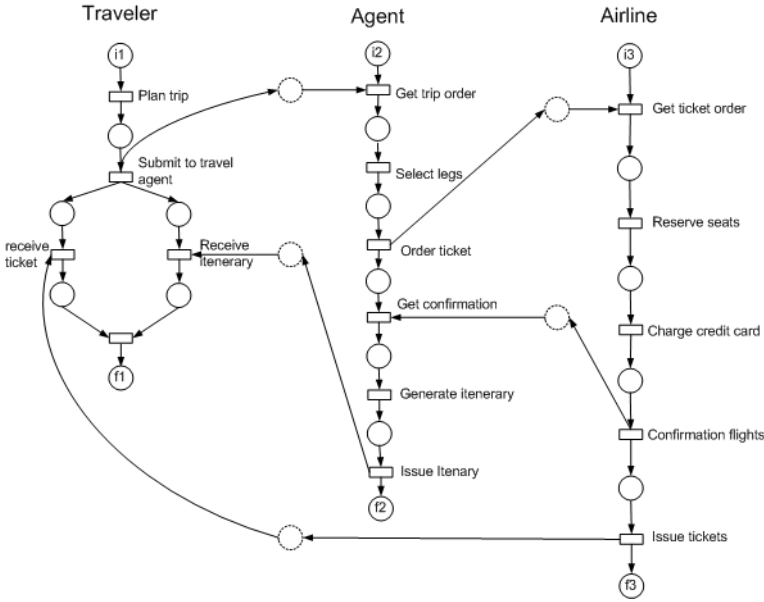 Traveler
Agent
Airline
i1
i2
i3
Plan trip
Get trip order
Get ticket order
Submit to travel
agent
Select legs
Reserve seats
receive
ticket
Receive
itenerary
Order ticket
Get confirmation
Charge credit card
f1
Generate itenerary
Confirmation flights
Issue Itenary
f2
Issue tickets
f3